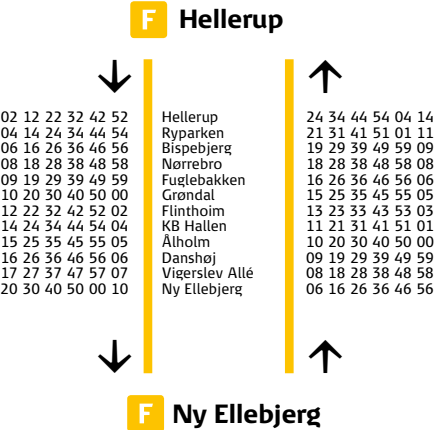 F Hellerup
02 12 22 32 42 52 Hellerup 24 34 44 54 04 14
04 14 24 34 44 54 Ryparken 21 31 41 51 01 11
06 16 26 36 46 56 Bispebjerg 19 29 39 49 59 09
08 18 28 38 48 58 Nørrebro 18 28 38 48 58 08
09 19 29 39 49 59 Fuglebakken 16 26 36 46 56 06
10 20 30 40 50 00 Grøndal 15 25 35 45 55 05
12 22 32 42 52 02 Flinthoim 13 23 33 43 53 03
14 24 34 44 54 04 KB Hallen 11 21 31 41 51 01
15 25 35 45 55 05 Ålholm 10 20 30 40 50 00
16 26 36 46 56 06 Danshøj 09 19 29 39 49 59
17 27 37 47 57 07 Vigerslev Allé 08 18 28 38 48 58
20 30 40 50 00 10 Ny Ellebjerg 06 16 26 36 46 56
F Ny Ellebjerg